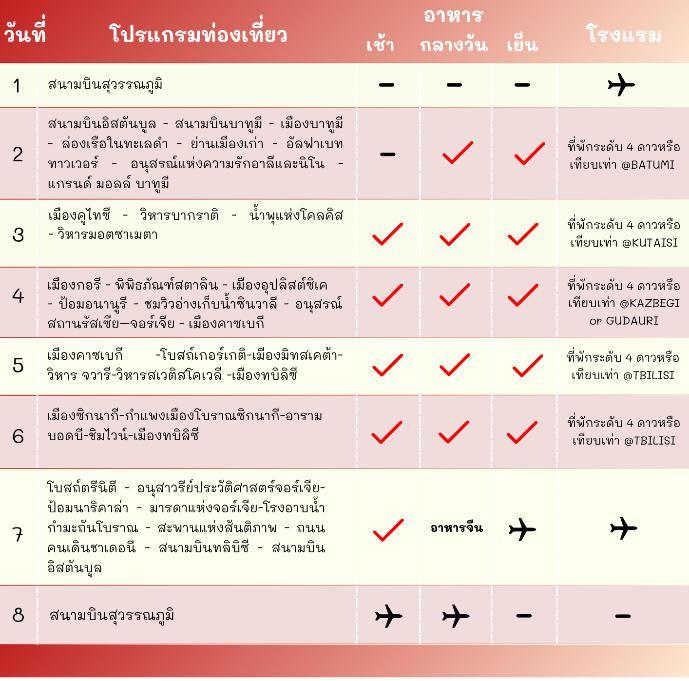 วันที่ โปรแกรมท่องเที่ยว อาหาร โรงแรม
เช้า กลางวัน เย็น
1 สนามบินสุวรรณภูมิ – – –
2 สนามบินอิสตันบูล - สนามบินบาทูมี - เมืองบาทูมี
- ล่องเรือในทะเลดำ - ย่านเมืองเก่า - อัลฟาเบท
ทาวเวอร์ - อนุสรณ์แห่งความรักอาลีและนีโน -
แกรนด์ มอลล์ บาทูมี
–
ที่พักระดับ 4 ดาวหรือ
เทียบเท่า @BATUMI
3 เมืองคูไทซี - วิหารบากราติ - น้ำพุแห่งโคลคิส
- วิหารมอตซาเมตา
ที่พักระดับ 4 ดาวหรือ
เทียบเท่า @KUTAISI
4 เมืองกอรี - พิพิธภัณฑ์สตาลิน - เมืองอุปลิสต์ชิเค
- ป้อมอนานูรี - ชมวิวอ่างเก็บน้ำชินวาลี - อนุสรณ์
สถานรัสเซีย–จอร์เจีย - เมืองคาซเบกี
ที่พักระดับ 4 ดาวหรือ
เทียบเท่า @KAZBEGI
or GUDAURI
5 เมืองคาซเบกี -โบสถ์เกอร์เกติ-เมืองมิทสเคต้า-
วิหาร จวารี-วิหารสเวติสโคเวลี -เมืองทบิลิซี
ที่พักระดับ 4 ดาวหรือ
เทียบเท่า @TBILISI
6 เมืองซิกนากี-กำแพงเมืองโบราณซิกนากี-อาราม
บอดบี-ชิมไวน์-เมืองทบิลิซี
ที่พักระดับ 4 ดาวหรือ
เทียบเท่า @TBILISI
7 โบสถ์ตรีนิตี - อนุสาวรีย์ประวัติศาสตร์จอร์เจีย-
ป้อมนาริคาล่า - มารดาแห่งจอร์เจีย-โรงอาบน้ำ
กำมะถันโบราณ - สะพานแห่งสันติภาพ - ถนน
คนเดินชาเดอนี - สนามบินทลิบิซี - สนามบิน
อิสตันบูล
อาหารจีน
8 สนามบินสุวรรณภูมิ – –